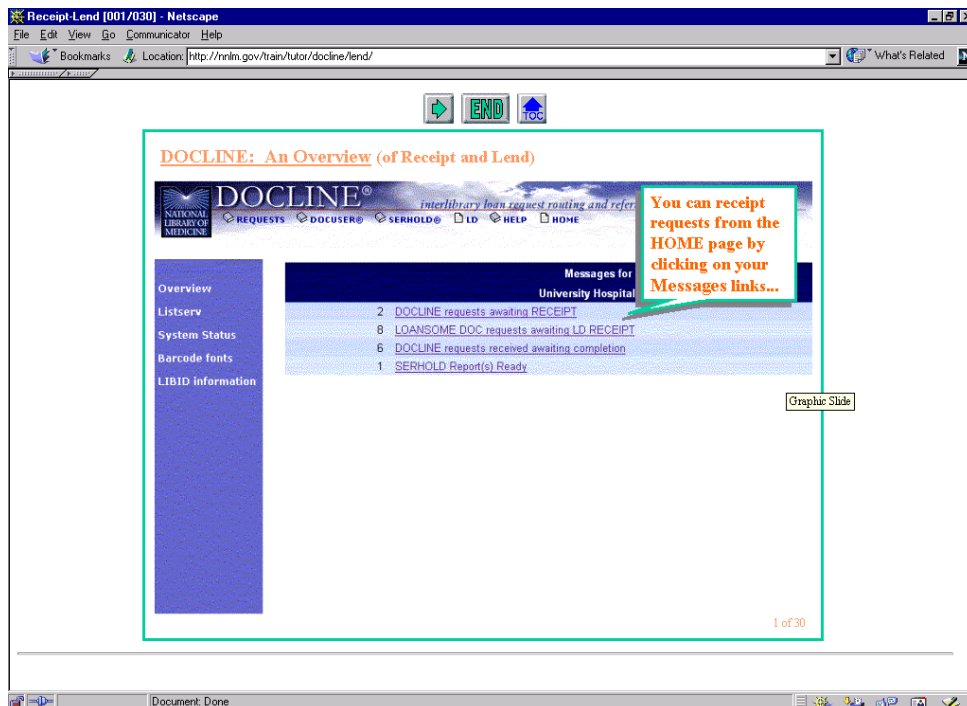 Receipt-Lend [001/030] - Netscape
File Edit View Go Communicator Help
Bookmarks Location: http://nnlm.gov/train/tutor/docline/lend/ What's Related
END
TOC
DOCLINE: An Overview (of Receipt and Lend)
NATIONAL LIBRARY OF MEDICINE
DOCLINE®
interlibrary loan request routing and refer
REQUESTS DOCUSER® SERHOLD® LD HELP HOME
You can receipt
requests from the
HOME page by
clicking on your
Messages links...
Overview
Listserv
System Status
Barcode fonts
LIBID information
Messages for
University Hospital
2 DOCLINE requests awaiting RECEIPT
8 LOANSOME DOC requests awaiting LD RECEIPT
6 DOCLINE requests received awaiting completion
1 SERHOLD Report(s) Ready
Graphic Slide
1 of 30
Document: Done